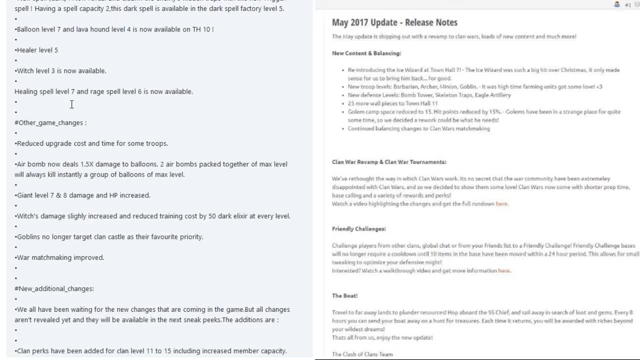 spell ! Having a spell capacity 2,this dark spell is available in the dark spell factory level 5.
•
•Balloon level 7 and lava hound level 4 is now available on TH 10 !
•
•Healer level 5
•
•Witch level 3 is now available.
•
Healing spell level 7 and rage spell level 6 is now available.
•
•
#Other_game_changes :
•
•Reduced upgrade cost and time for some troops.
•
•Air bomb now deals 1.5X damage to balloons. 2 air bombs packed together of max level
will always kill instantly a group of balloons of max level.
•
•Giant level 7 & 8 damage and HP increased.
•
•Witch's damage slighly increased and reduced training cost by 50 dark elixir at every level.
•
•Goblins no longer target clan castle as their favourite priority.
•
•War matchmaking improved.
•
•
#New_additional_changes:
•
•We all have been waiting for the new changes that are coming in the game.But all changes
aren't revealed yet and they will be available in the next sneak peeks.The additions are :
•
•
•Clan perks have been added for clan level 11 to 15 including increased member capacity.
May 2017 Update - Release Notes
The May update is shipping out with a revamp to clan wars, loads of new content and much more!
New Content & Balancing:
• Re-introducing the Ice Wizard at Town Hall 7! - The Ice Wizard was such a big hit over Christmas, it only made
sense for us to bring him back... for good.
• New troop levels: Barbarian, Archer, Minion, Goblin. - It was high time farming units got some love! <3
• New defense Levels: Bomb Tower, Skeleton Traps, Eagle Artillery
• 25 more wall pieces to Town Hall 11
• Golem camp space reduced to 15. Hit points reduced by 15%. - Golems have been in a strange place for quite
some time, so we decided a rework could be what he needs!
• Continued balancing changes to Clan Wars matchmaking
Clan War Revamp & Clan War Tournaments:
We've rethought the way in which Clan Wars work. Its no secret that the war community have been extremely
disappointed with Clan Wars, and so we decided to show them some love! Clan Wars now come with shorter prep time,
base calling and a variety of rewards and perks!
Watch a video highlighting the changes and get the full rundown here.
Friendly Challenges:
Challenge players from other clans, global chat or from your friends list to a Friendly Challenge! Friendly Challenge bases
will no longer require a cooldown until 10 items in the base have been moved within a 24 hour period. This allows for small
tweaking to optimize your defensive might!
Interested? Watch a walkthrough video and get more information here.
The Boat!
Travel to far away lands to plunder resources! Hop aboard the SS Chief, and sail away in search of loot and gems. Every 8
hours you can send your boat away on a hunt for treasures. Each time it returns, you will be awarded with riches beyond
your wildest dreams!
Thats all from us, enjoy the new update!
The Clash of Clans Team